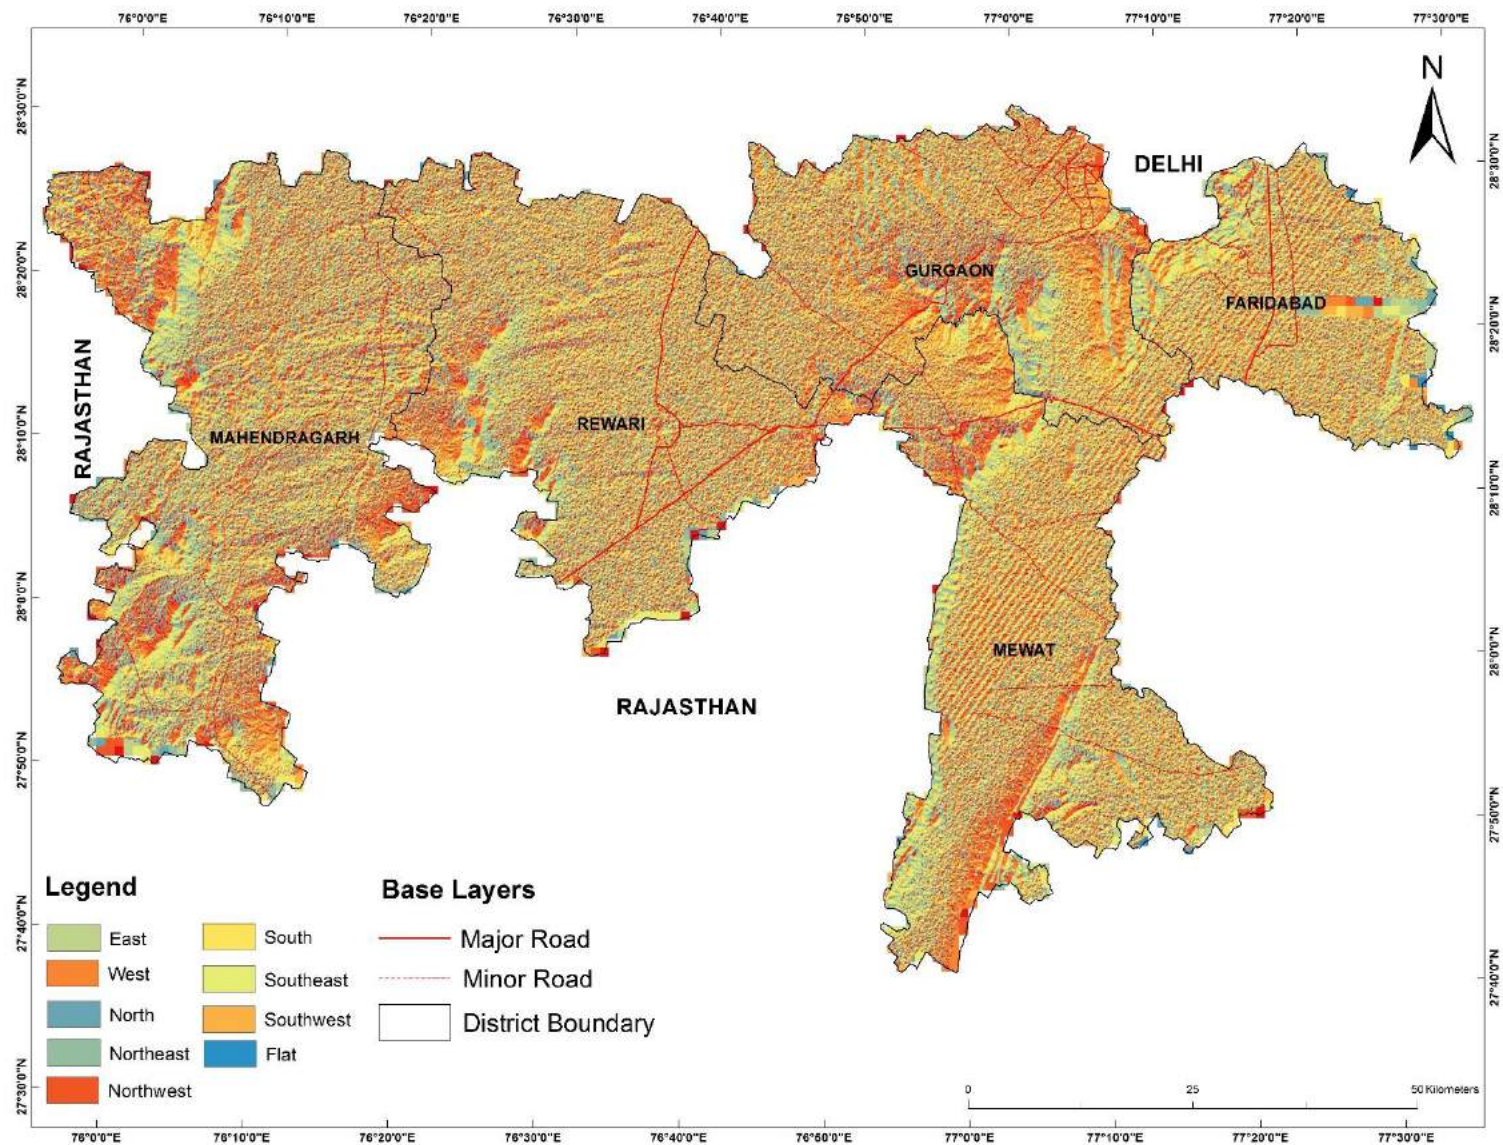 76°0'0"E 76°10'0"E 76°20'0"E 76°30'0"E 76°40'0"E 76°50'0"E 77°0'0"E 77°10'0"E 77°20'0"E 77°30'0"E
N
28°30'0"N
28°30'0"N
DELHI
28°20'0"N
GURGAON
FARIDABAD
28°20'0"N
RAJASTHAN
REWARI
MAHENDRAGARH
28°10'0"N
28°10'0"N
28°0'0"N
MEWAT
28°0'0"N
RAJASTHAN
27°50'0"N
27°50'0"N
Legend
East
West
North
Northeast
Northwest
South
Southeast
Southwest
Flat
Base Layers
Major Road
Minor Road
District Boundary
27°40'0"N
27°40'0"N
27°30'0"N
0 25 50 Kilometers
76°0'0"E 76°10'0"E 76°20'0"E 76°30'0"E 76°40'0"E 76°50'0"E 77°0'0"E 77°10'0"E 77°20'0"E 77°30'0"E